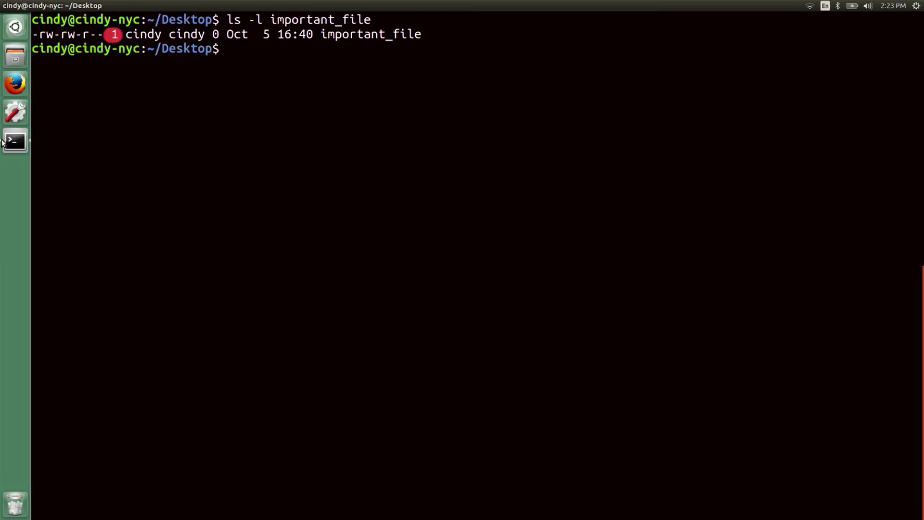 cindy@cindy-nyc: ~/Desktop
En
2:23 PM
cindy@cindy-nyc:~/Desktop$ ls -l important_file
-rw-rw-r-- 1 cindy cindy 0 Oct  5 16:40 important_file
cindy@cindy-nyc:~/Desktop$
>_